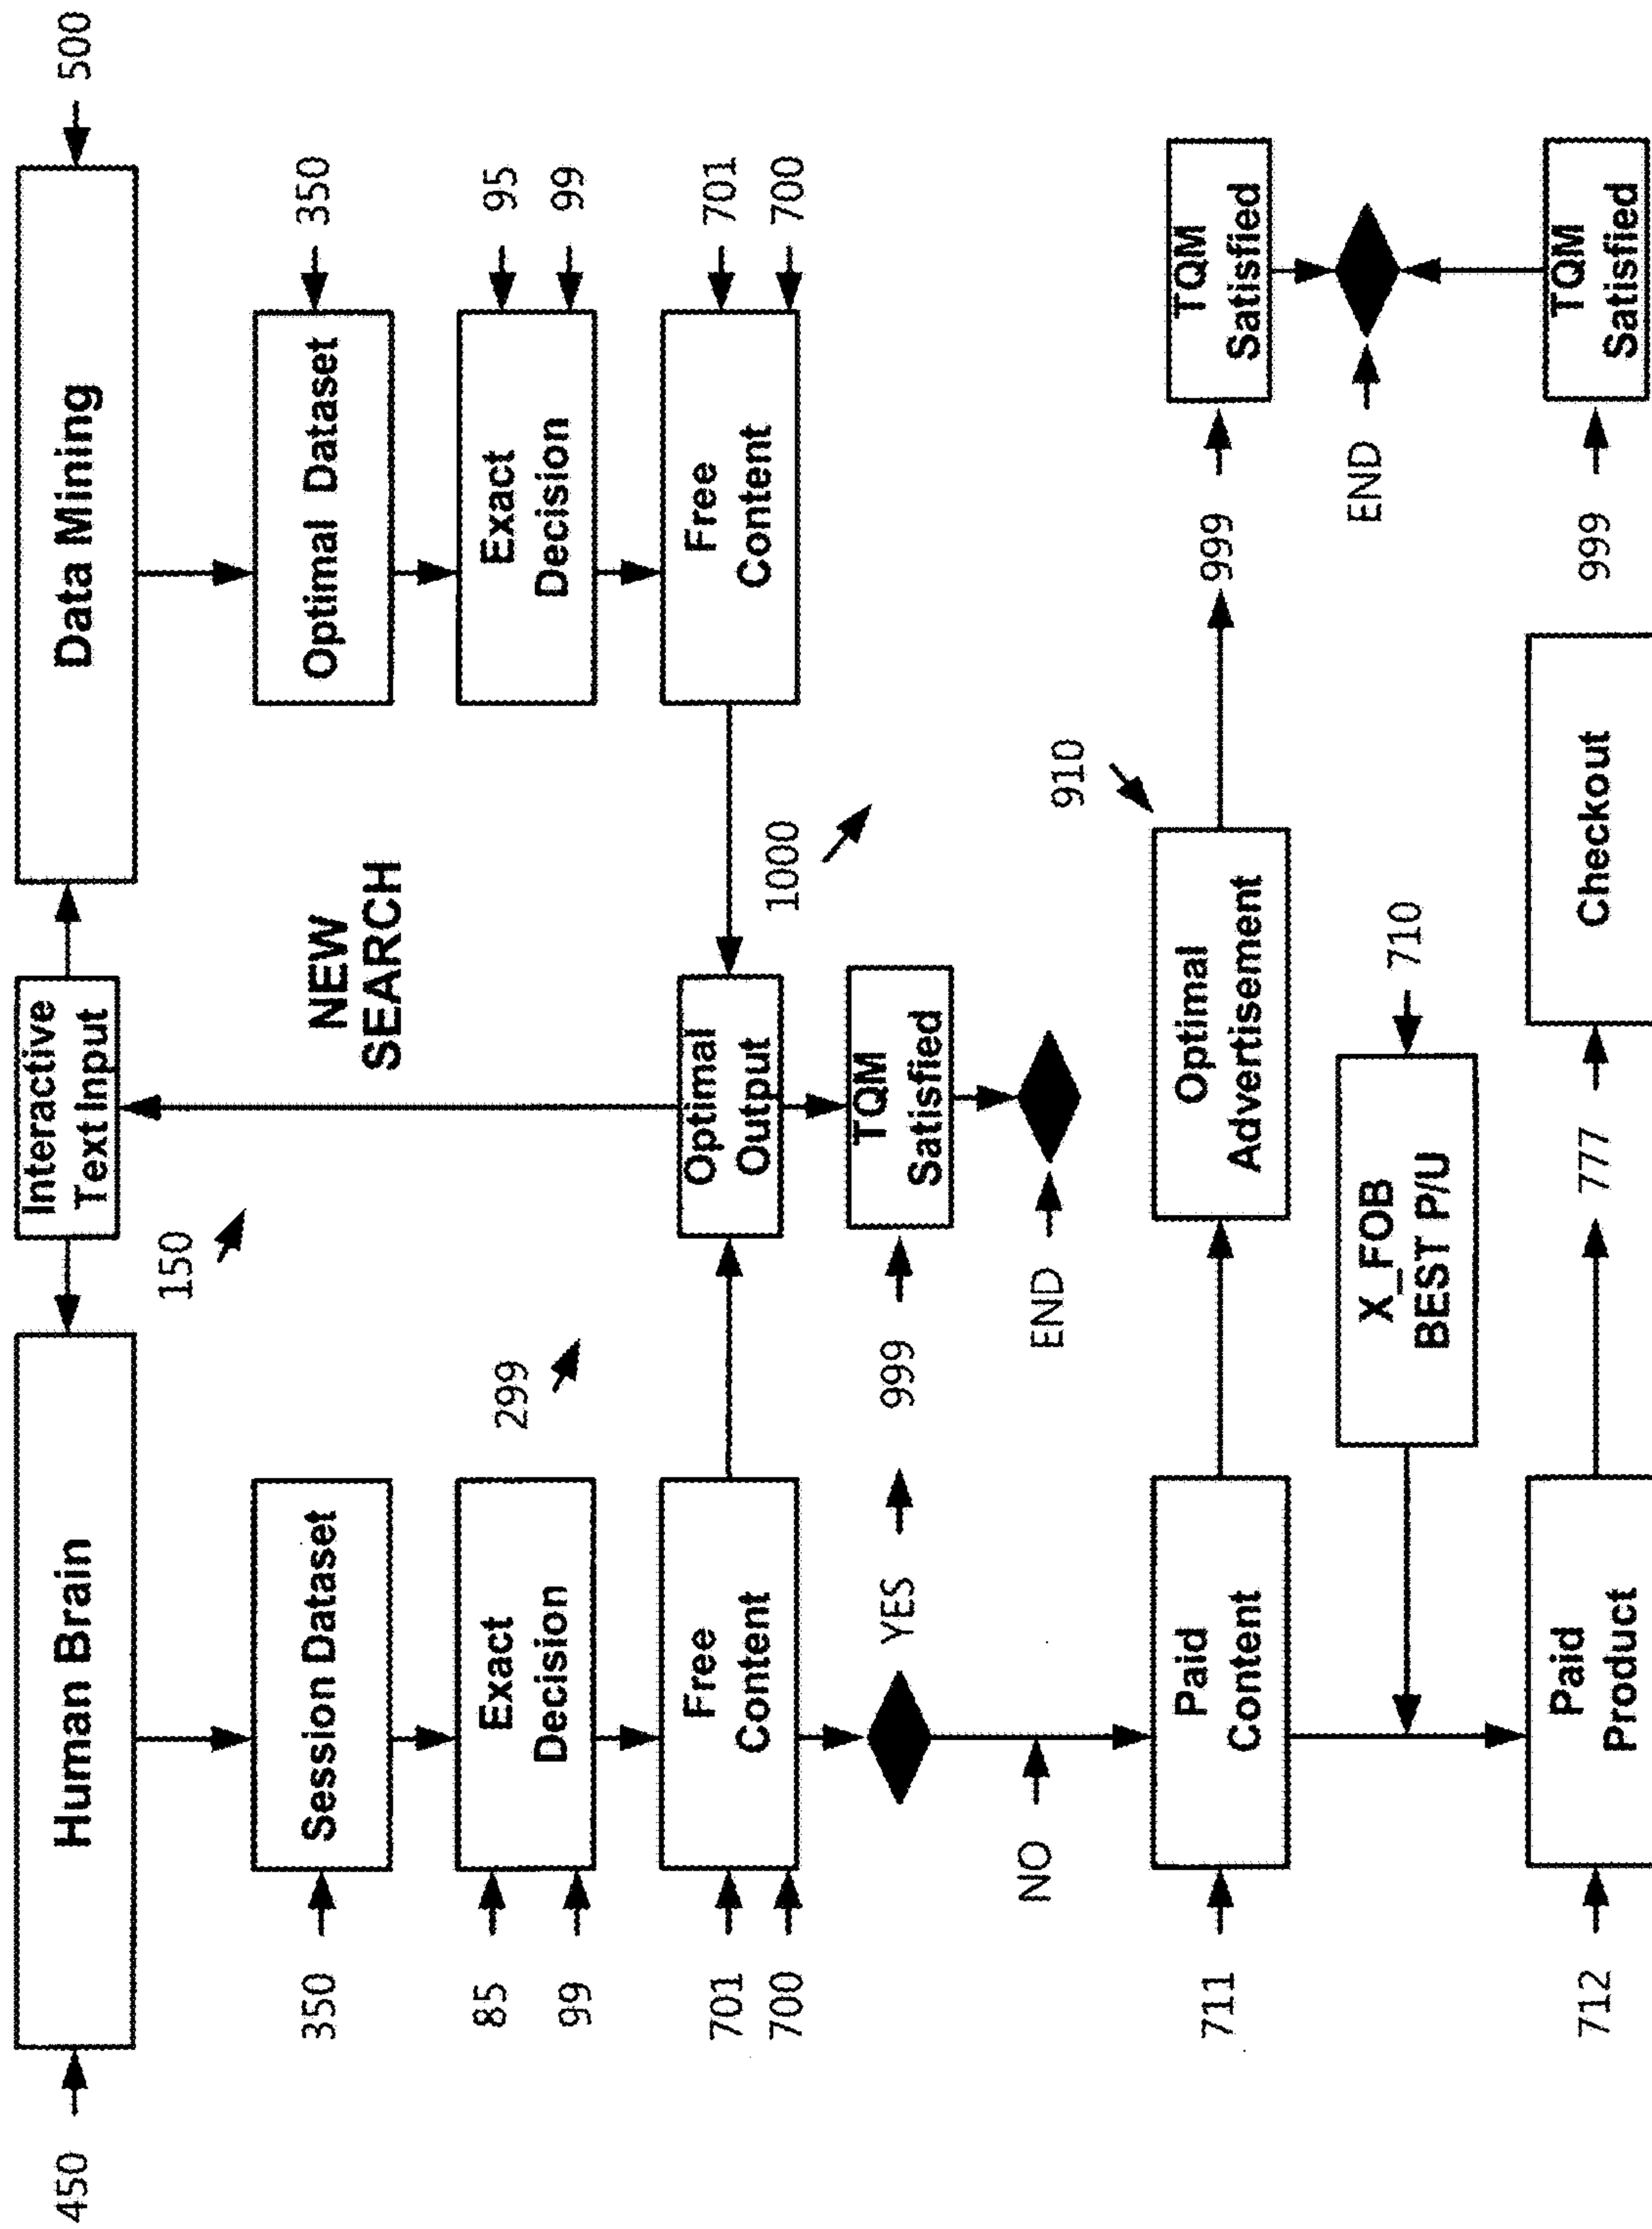 450
Human Brain
Interactive
Text Input
Data Mining
500
150
NEW
SEARCH
350
Session Dataset
Optimal Dataset
350
299
85
99
Exact
Decision
Exact
Decision
95
99
701
700
Free
Content
Optimal
Output
Free
Content
701
700
1000
YES
999
TQM
Satisfied
NO
END
910
711
Paid
Content
Optimal
Advertisement
999
TQM
Satisfied
X_FOB
BEST P/U
710
END
712
Paid
Product
777
Checkout
999
TQM
Satisfied